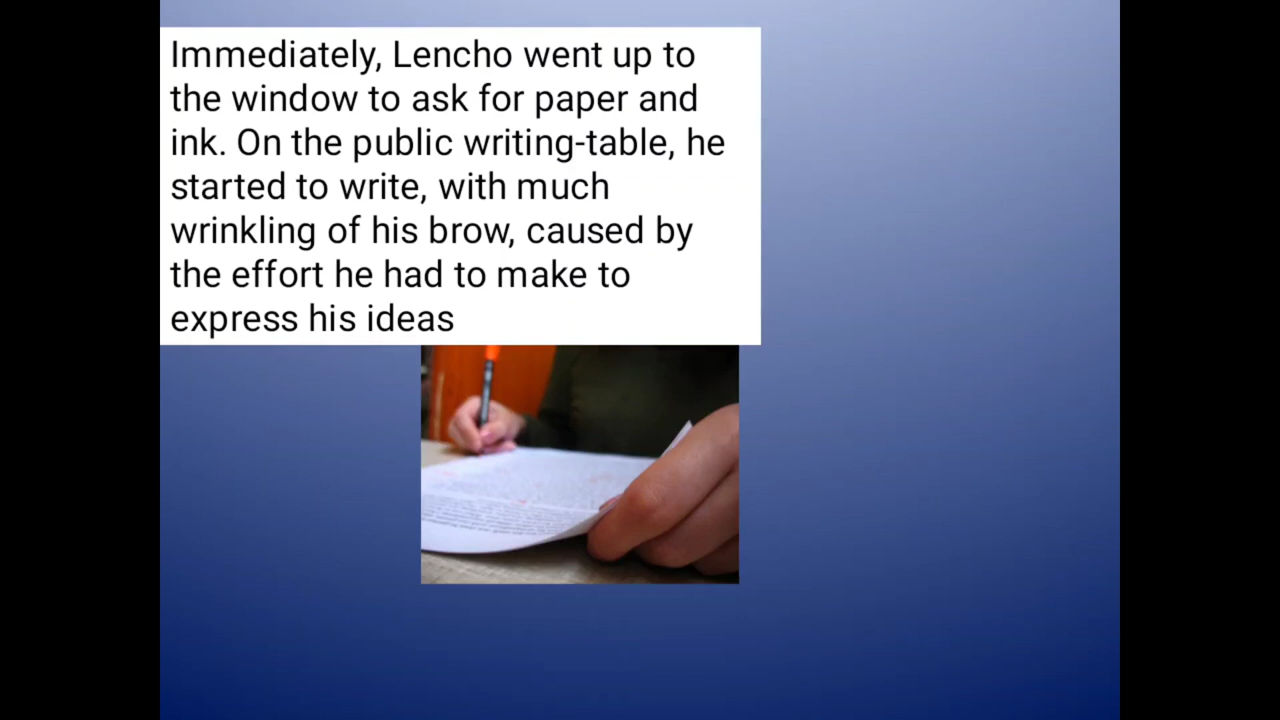 Immediately, Lencho went up to
the window to ask for paper and
ink. On the public writing-table, he
started to write, with much
wrinkling of his brow, caused by
the effort he had to make to
express his ideas